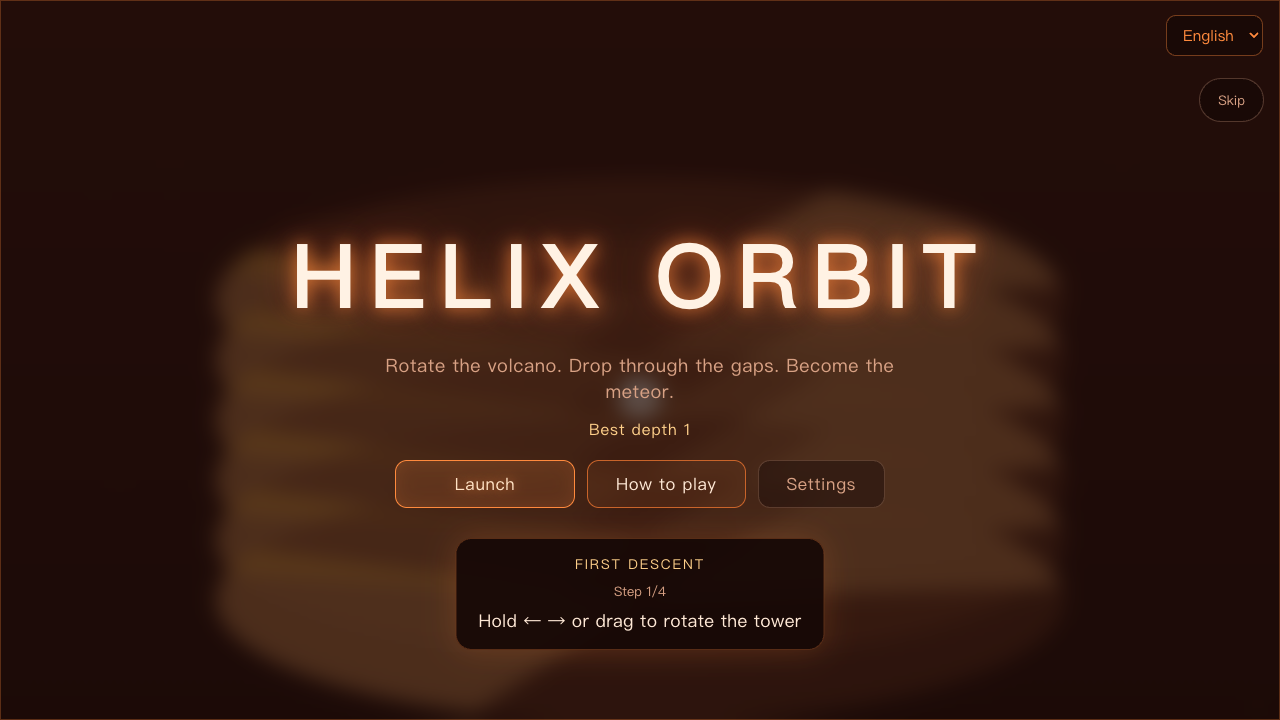 English
Skip
HELIX ORBIT
Rotate the volcano. Drop through the gaps. Become the
meteor.
Best depth 1
Launch
How to play
Settings
FIRST DESCENT
Step 1/4
Hold ← → or drag to rotate the tower